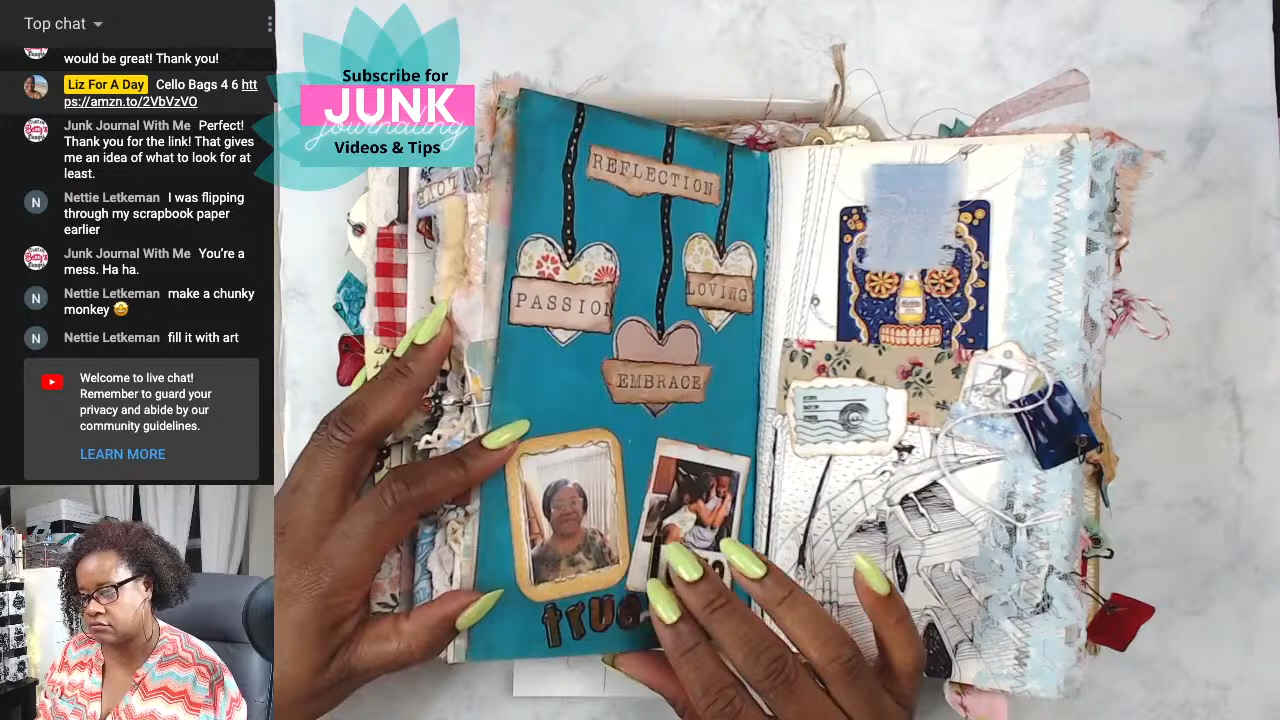 Top chat
would be great! Thank you!
Liz For A Day Cello Bags 4 6 htt
ps://amzn.to/2VbVzVO
Junk Journal With Me Perfect!
Thank you for the link! That gives
me an idea of what to look for at
least.
Nettie Letkeman I was flipping
through my scrapbook paper
earlier
Junk Journal With Me You're a
mess. Ha ha.
Nettie Letkeman make a chunky
monkey 🤩
N
Nettie Letkeman fill it with art
N
N
Welcome to live chat!
Remember to guard your
privacy and abide by our
community guidelines.
LEARN MORE
Subscribe for
JUNK
journaling
Videos & Tips
REFLECTION
PASSION
LOVING
EMBRACE
true